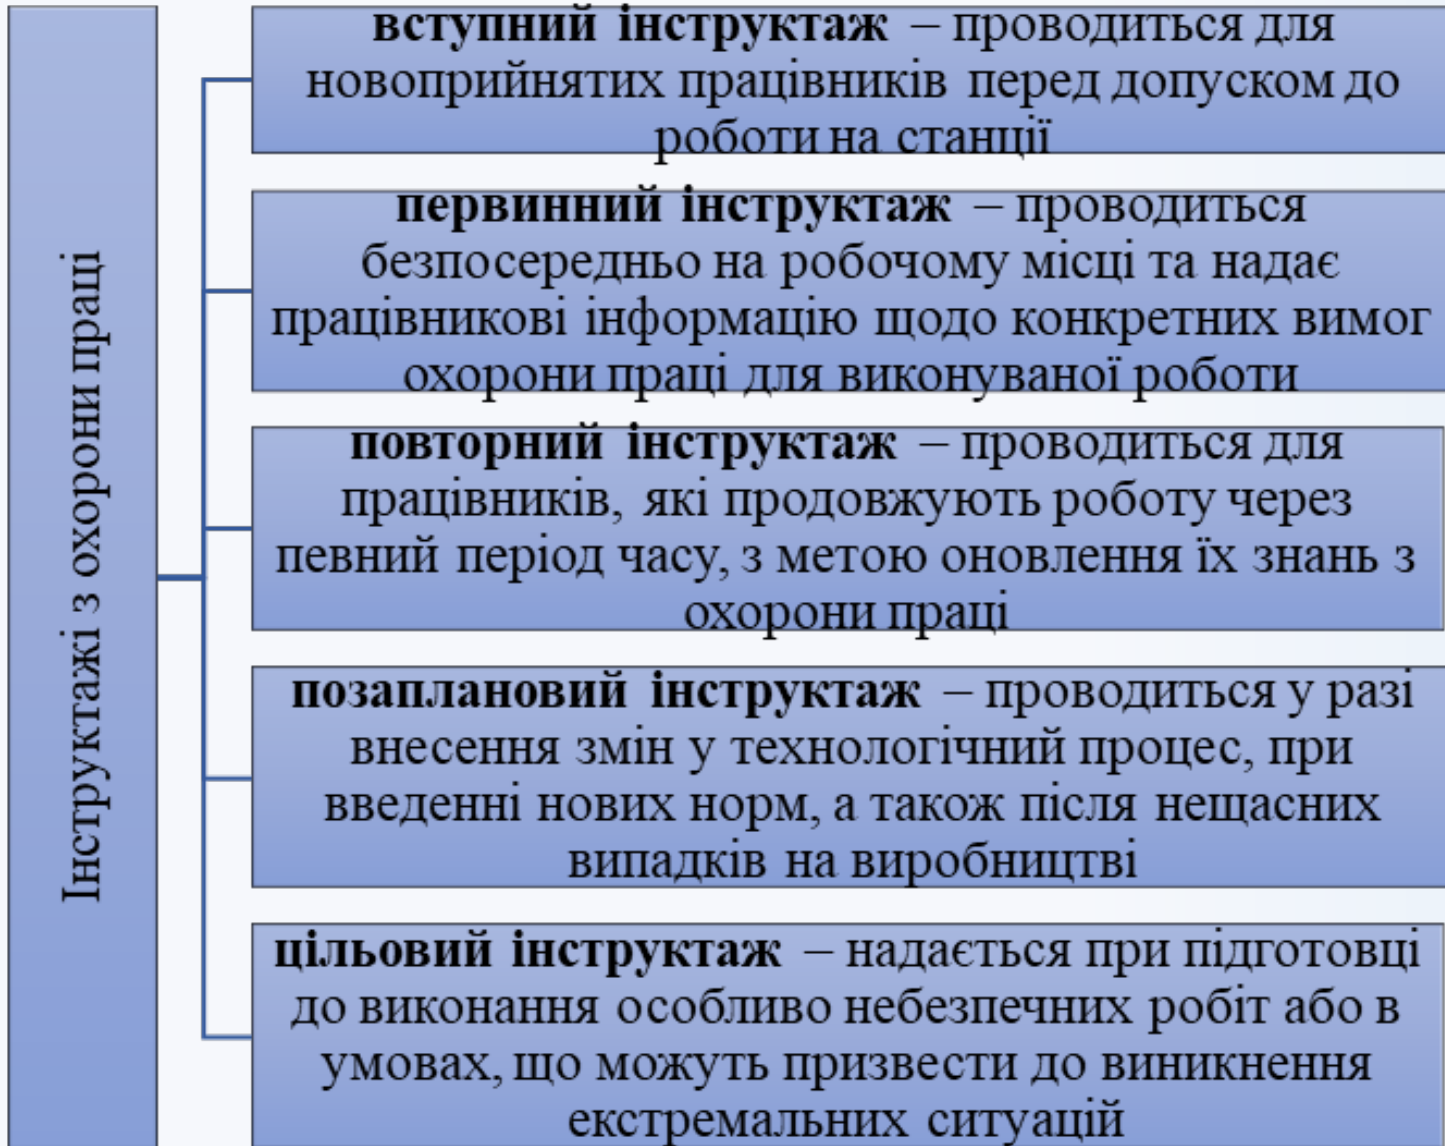 Інструктажі з охорони праці
вступний інструктаж – проводиться для
новоприйнятих працівників перед допуском до
роботи на станції
первинний інструктаж – проводиться
безпосередньо на робочому місці та надає
працівникові інформацію щодо конкретних вимог
охорони праці для виконуваної роботи
повторний інструктаж – проводиться для
працівників, які продовжують роботу через
певний період часу, з метою оновлення їх знань з
охорони праці
позаплановий інструктаж – проводиться у разі
внесення змін у технологічний процес, при
введенні нових норм, а також після нещасних
випадків на виробництві
цільовий інструктаж – надається при підготовці
до виконання особливо небезпечних робіт або в
умовах, що можуть призвести до виникнення
екстремальних ситуацій